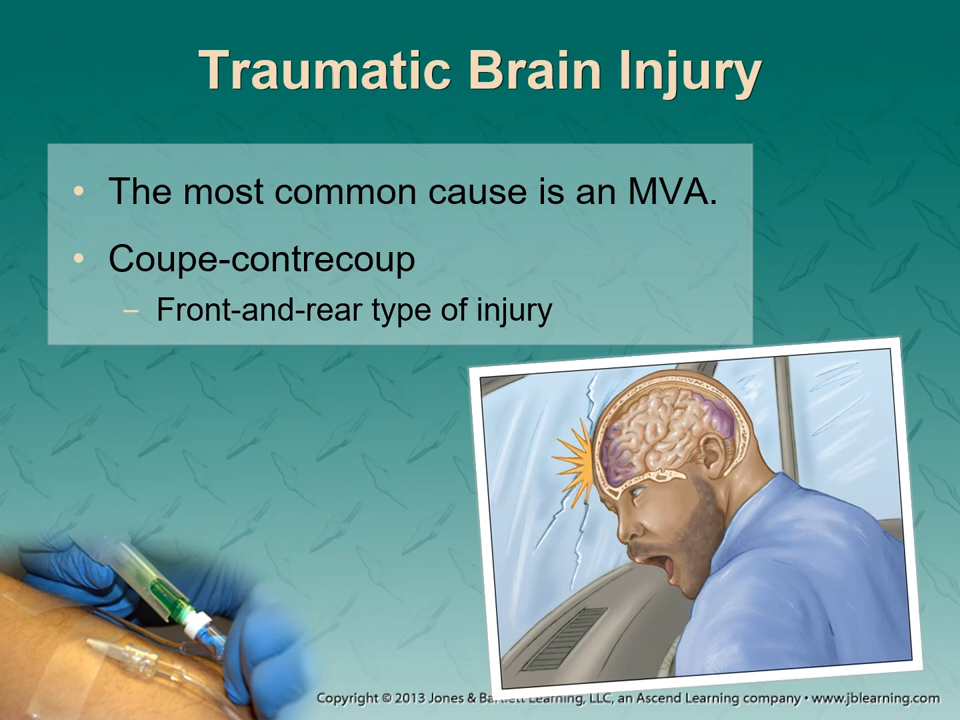 Traumatic Brain Injury
• The most common cause is an MVA.
• Coupe-contrecoup
– Front-and-rear type of injury
Copyright © 2013 Jones & Bartlett Learning, LLC, an Ascend Learning company • www.jblearning.com